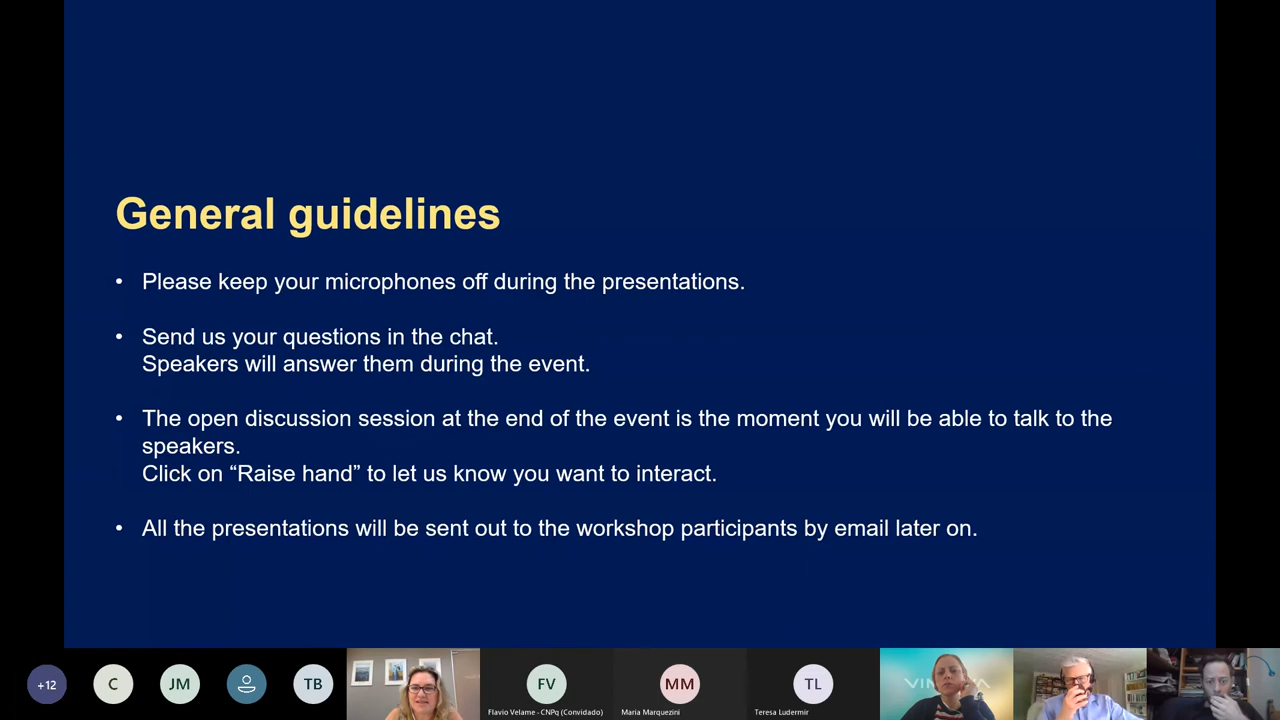 General guidelines
• Please keep your microphones off during the presentations.
• Send us your questions in the chat.
Speakers will answer them during the event.
• The open discussion session at the end of the event is the moment you will be able to talk to the
speakers.
Click on “Raise hand” to let us know you want to interact.
• All the presentations will be sent out to the workshop participants by email later on.
+12
C
JM
TB
FV
Flavio Velame - CNPq (Convidado)
MM
Maria Marquezini
TL
Teresa Ludermir